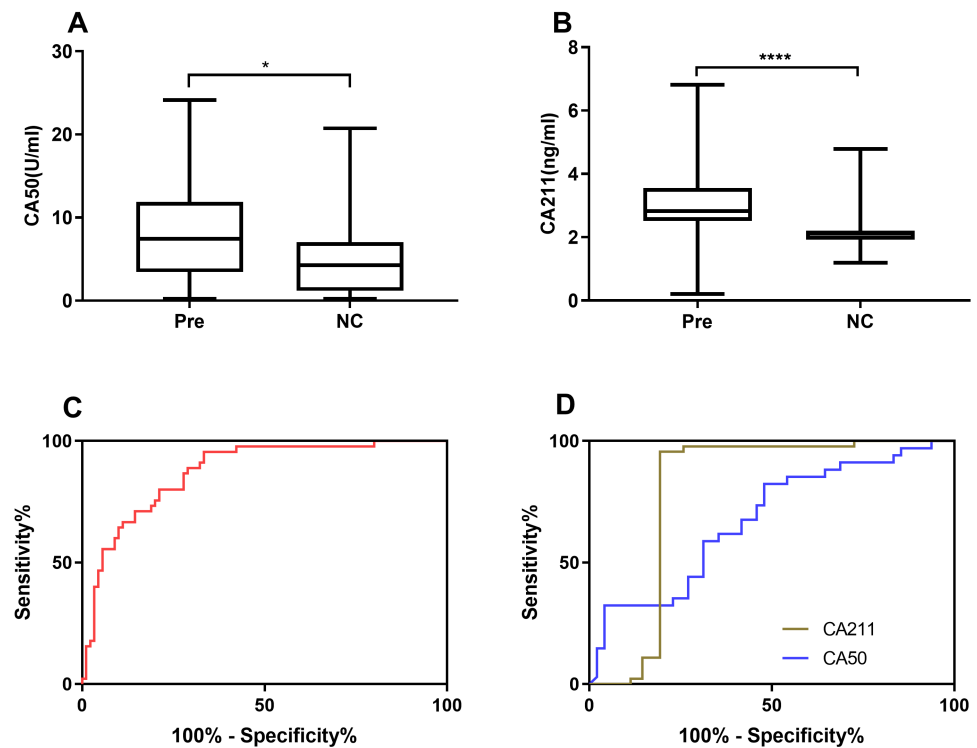 A
CA50(U/ml)
30
20
10
0
*
Pre
NC
B
CA211(ng/ml)
8
6
4
2
0
****
Pre
NC
C
Sensitivity%
100
50
0
0
50
100
100% - Specificity%
D
Sensitivity%
100
50
0
CA211
CA50
0
50
100
100% - Specificity%